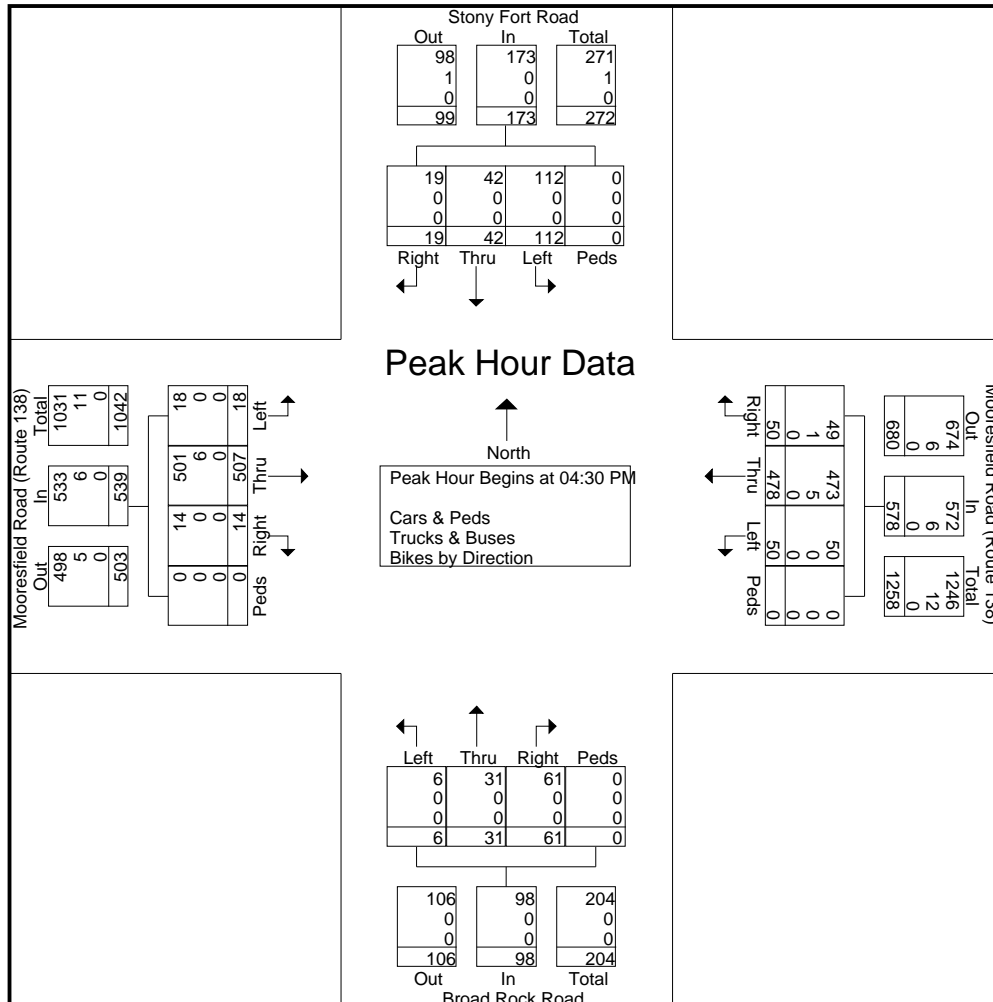 Stony Fort Road
Out In Total
98 173 271
1 0 1
0 0 0
99 173 272
19 42 112 0
0 0 0 0
0 0 0 0
19 42 112 0
Right Thru Left Peds
Peak Hour Data
North
Peak Hour Begins at 04:30 PM
Cars & Peds
Trucks & Buses
Bikes by Direction
Mooresfield Road (Route 138)
Total In Out
1031 533 498
11 6 5
0 0 0
1042 539 503
18 501 14 0
0 6 0 0
0 0 0 0
18 507 14 0
Left Thru Right Peds
Mooresfield Road (Route 138)
Out In Total
674 572 1246
6 6 12
0 0 0
680 578 1258
49 473 50 0
1 5 0 0
0 0 0 0
50 478 50 0
Right Thru Left Peds
Left Thru Right Peds
6 31 61 0
0 0 0 0
0 0 0 0
6 31 61 0
106 98 204
0 0 0
0 0 0
106 98 204
Out In Total
Broad Rock Road